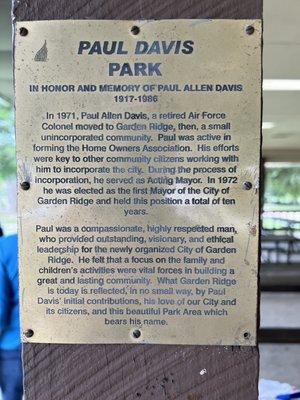 PAUL DAVIS
PARK
IN HONOR AND MEMORY OF PAUL ALLEN DAVIS
1917-1986
In 1971, Paul Allen Davis, a retired Air Force
Colonel moved to Garden Ridge, then, a small
unincorporated community. Paul was active in
forming the Home Owners Association. His efforts
were key to other community citizens working with
him to incorporate the city. During the process of
incorporation, he served as Acting Mayor. In 1972
he was elected as the first Mayor of the City of
Garden Ridge and held this position a total of ten
years.
Paul was a compassionate, highly respected man,
who provided outstanding, visionary, and ethical
leadership for the newly organized City of Garden
Ridge. He felt that a focus on the family and
children's activities were vital forces in building a
great and lasting community. What Garden Ridge
is today is reflected, in no small way, by Paul
Davis' initial contributions, his love of our City and
its citizens, and this beautiful Park Area which
bears his name.